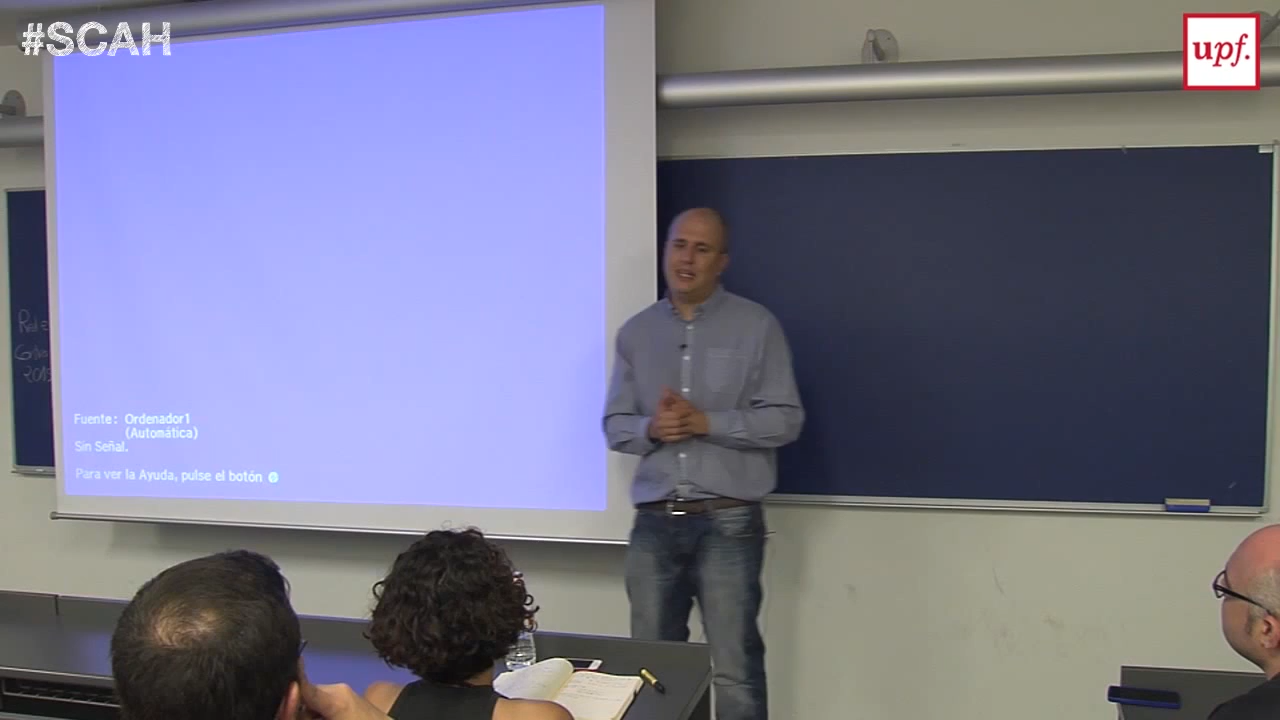 #SCAH
upf.
Fuente: Ordenador1
(Automática)
Sin Señal.
Para ver la Ayuda, pulse el botón